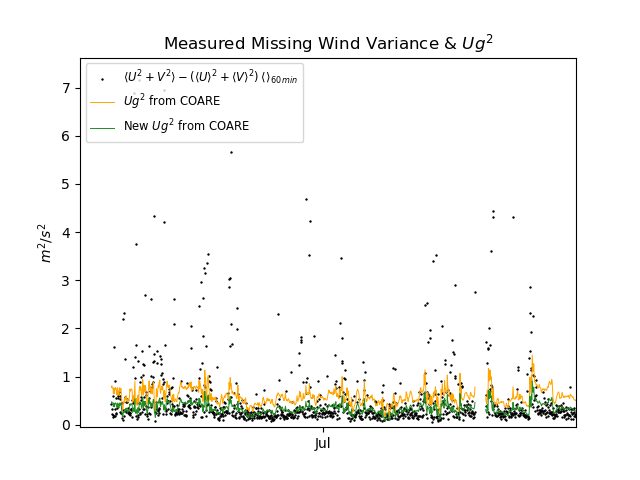 Measured Missing Wind Variance & Ug²
⟨U² + V²⟩ − (⟨U⟩² + ⟨V⟩²) ⟨ ⟩₆₀ₘᵢₙ
Ug² from COARE
New Ug² from COARE
7
6
5
4
3
2
1
0
m²/s²
Jul